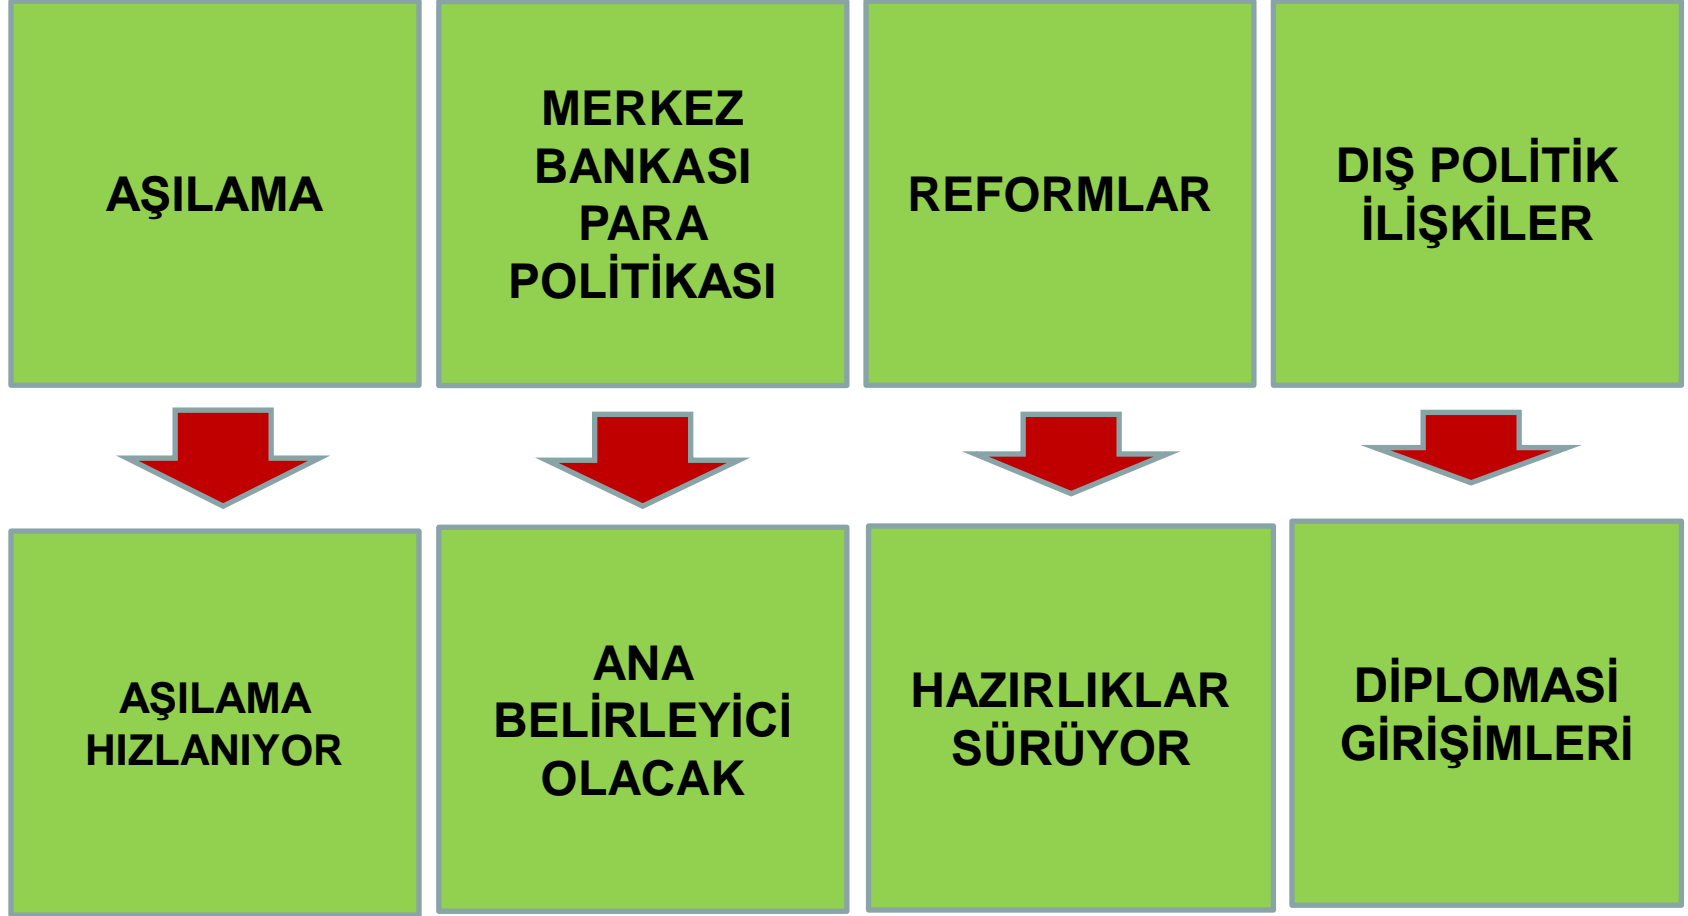 AŞILAMA
MERKEZ
BANKASI
PARA
POLİTİKASI
REFORMLAR
DIŞ POLİTİK
İLİŞKİLER
AŞILAMA
HIZLANIYOR
ANA
BELİRLEYİCİ
OLACAK
HAZIRLIKLAR
SÜRÜYOR
DİPLOMASİ
GİRİŞİMLERİ